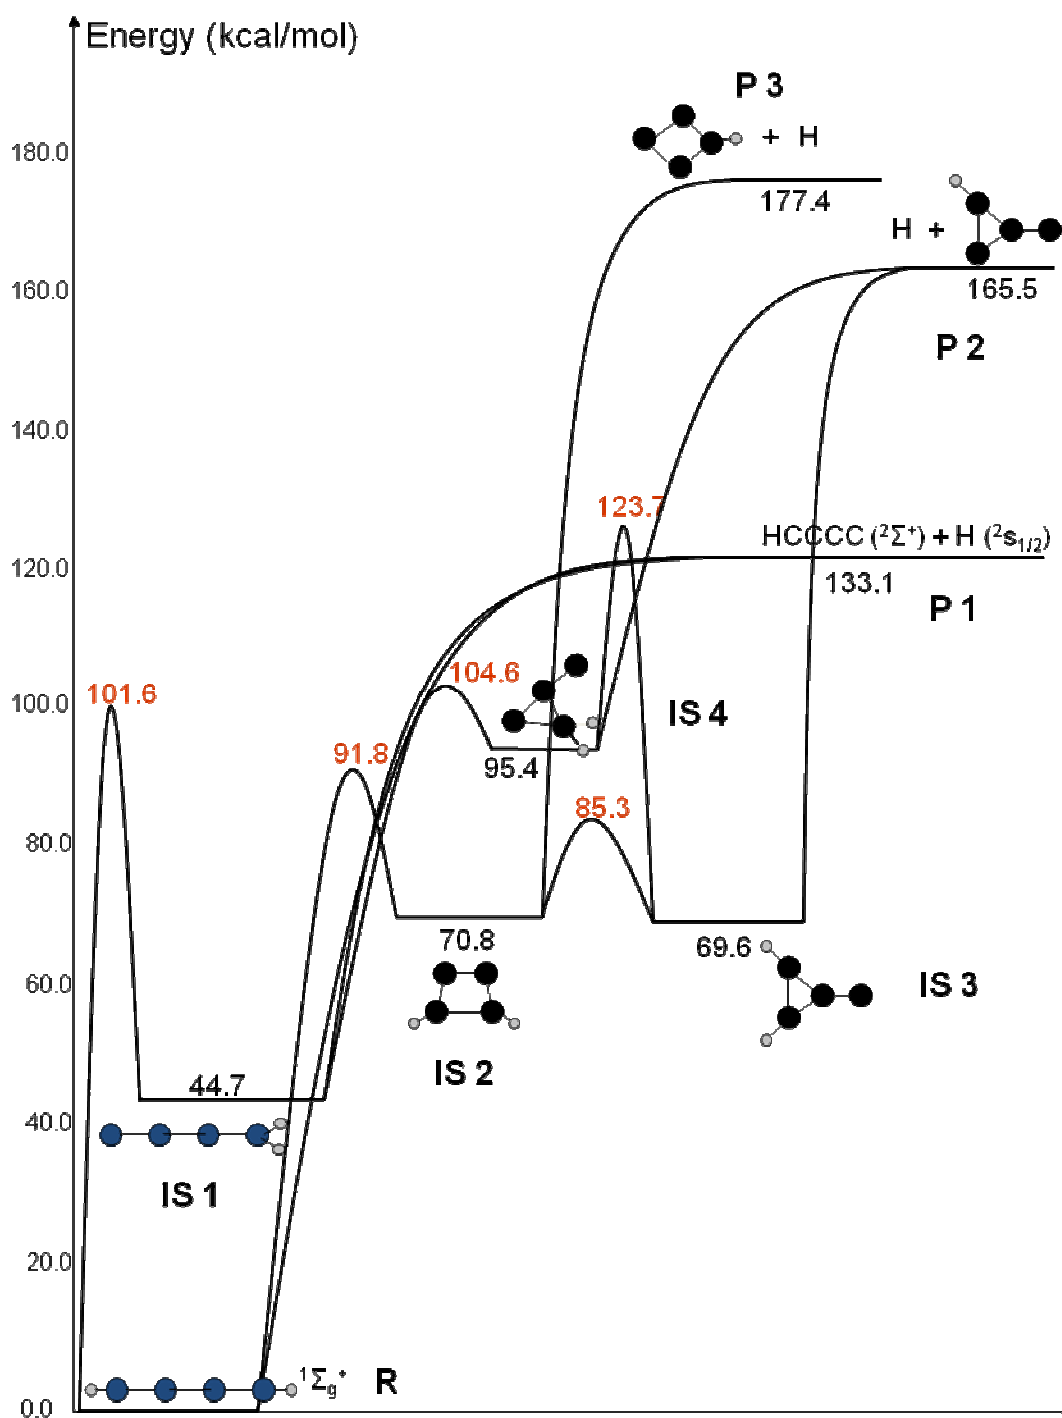 Energy (kcal/mol)
P 3
+ H
180.0
177.4
H +
160.0
165.5
P 2
140.0
123.7
HCCCC (²Σ⁺) + H (²s₁/₂)
120.0
133.1
P 1
104.6
101.6
100.0
IS 4
91.8
95.4
85.3
80.0
70.8
69.6
60.0
IS 3
IS 2
44.7
40.0
IS 1
20.0
¹Σg⁺ R
0.0